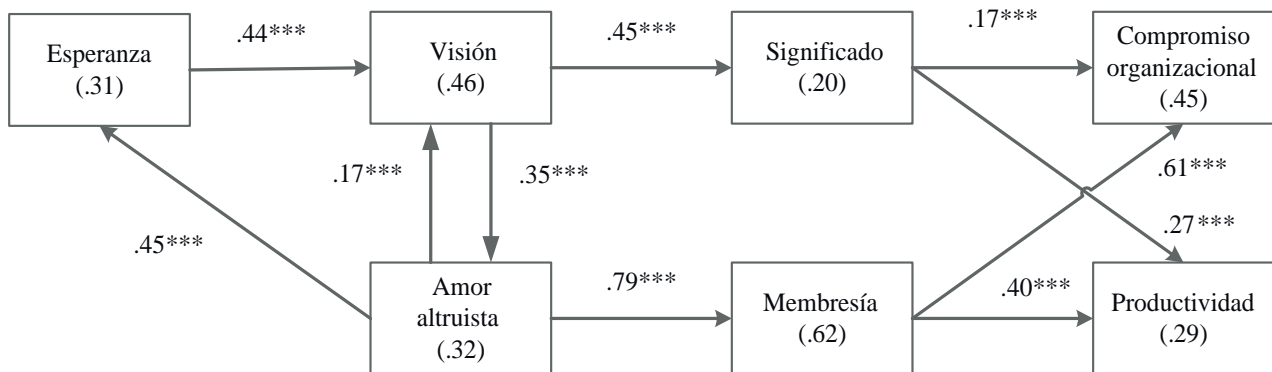 .44***
.45***
.17***
Esperanza
(.31)
Visión
(.46)
Significado
(.20)
Compromiso
organizacional
(.45)
.17***
.35***
.61***
.45***
.27***
.79***
.40***
Amor
altruista
(.32)
Membresía
(.62)
Productividad
(.29)